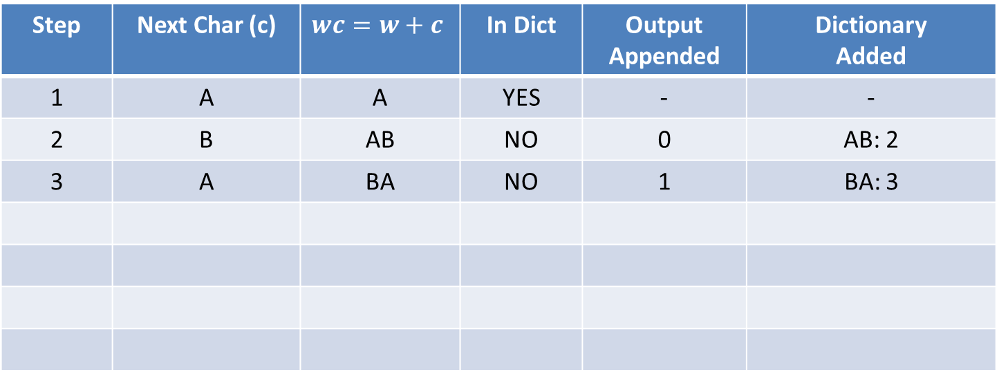 Step Next Char (c) wc = w + c In Dict Output Appended Dictionary Added
1 A A YES - -
2 B AB NO 0 AB: 2
3 A BA NO 1 BA: 3